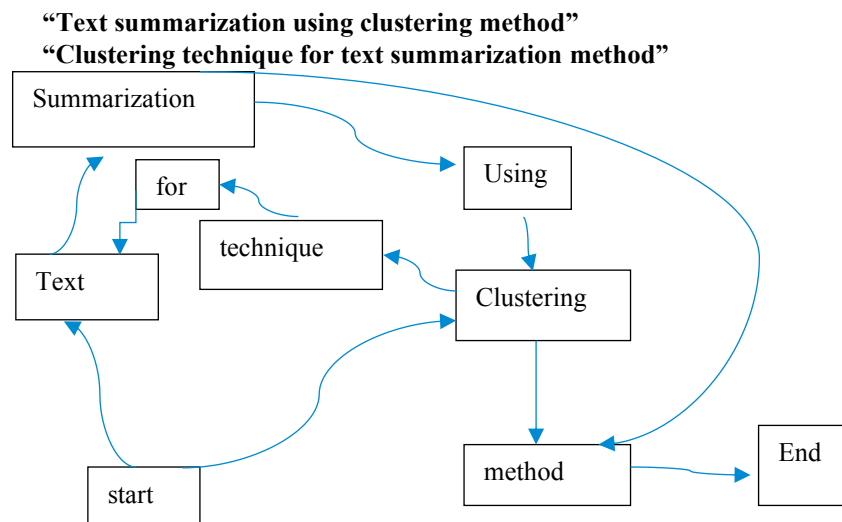 “Text summarization using clustering method”
“Clustering technique for text summarization method”
Summarization
for
Using
technique
Text
Clustering
method
End
start